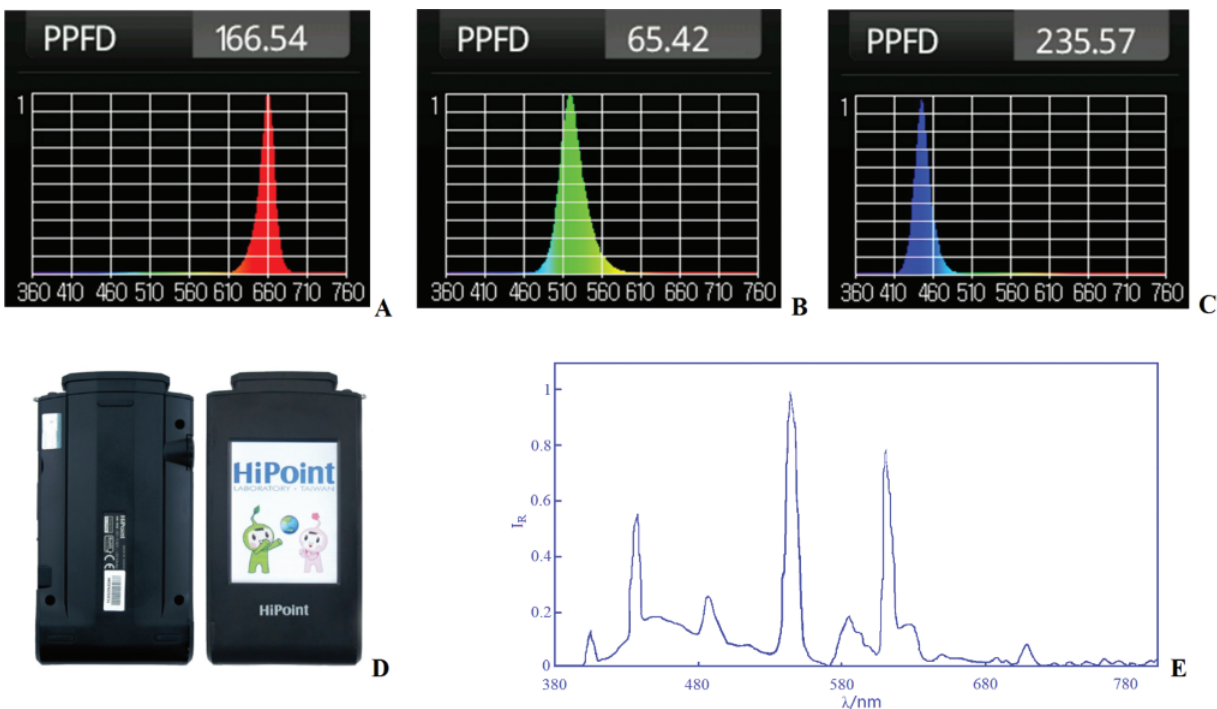 PPFD 166.54
1
360 410 460 510 560 610 660 710 760
A
PPFD 65.42
1
360 410 460 510 560 610 660 710 760
B
PPFD 235.57
1
360 410 460 510 560 610 660 710 760
C
HiPoint
LABORATORY • TAIWAN
HiPoint
D
1
0.8
0.6
0.4
0.2
0
I_R
380 480 580 680 780
λ/nm
E